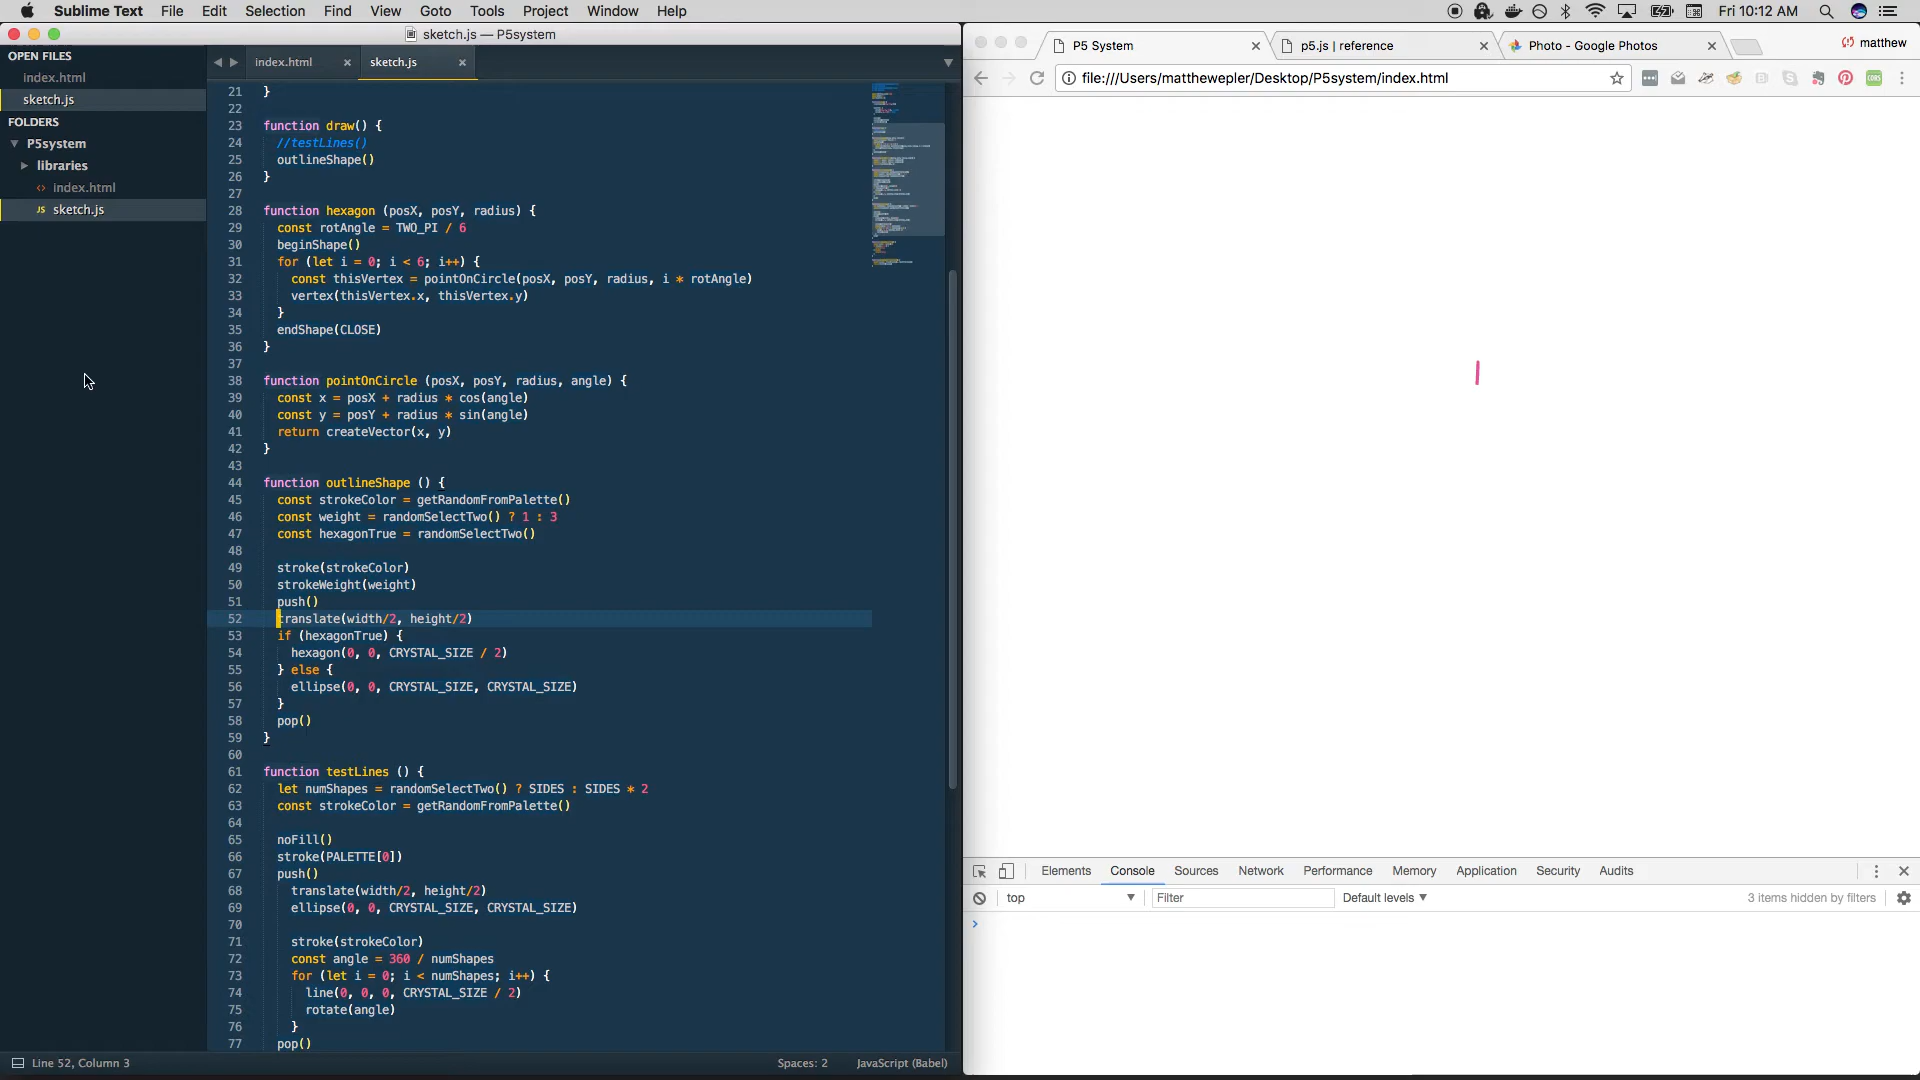 Sublime Text File Edit Selection Find View Goto Tools Project Window Help Fri 10:12 AM
sketch.js — P5system
OPEN FILES
index.html
sketch.js
FOLDERS
P5system
libraries
<> index.html
JS sketch.js
index.html × sketch.js ×
21 }
22
23 function draw() {
24 //testLines()
25 outlineShape()
26 }
27
28 function hexagon (posX, posY, radius) {
29 const rotAngle = TWO_PI / 6
30 beginShape()
31 for (let i = 0; i < 6; i++) {
32 const thisVertex = pointOnCircle(posX, posY, radius, i * rotAngle)
33 vertex(thisVertex.x, thisVertex.y)
34 }
35 endShape(CLOSE)
36 }
37
38 function pointOnCircle (posX, posY, radius, angle) {
39 const x = posX + radius * cos(angle)
40 const y = posY + radius * sin(angle)
41 return createVector(x, y)
42 }
43
44 function outlineShape () {
45 const strokeColor = getRandomFromPalette()
46 const weight = randomSelectTwo() ? 1 : 3
47 const hexagonTrue = randomSelectTwo()
48
49 stroke(strokeColor)
50 strokeWeight(weight)
51 push()
52 translate(width/2, height/2)
53 if (hexagonTrue) {
54 hexagon(0, 0, CRYSTAL_SIZE / 2)
55 } else {
56 ellipse(0, 0, CRYSTAL_SIZE, CRYSTAL_SIZE)
57 }
58 pop()
59 }
60
61 function testLines () {
62 let numShapes = randomSelectTwo() ? SIDES : SIDES * 2
63 const strokeColor = getRandomFromPalette()
64
65 noFill()
66 stroke(PALETTE[0])
67 push()
68 translate(width/2, height/2)
69 ellipse(0, 0, CRYSTAL_SIZE, CRYSTAL_SIZE)
70
71 stroke(strokeColor)
72 const angle = 360 / numShapes
73 for (let i = 0; i < numShapes; i++) {
74 line(0, 0, 0, CRYSTAL_SIZE / 2)
75 rotate(angle)
76 }
77 pop()
Line 52, Column 3 Spaces: 2 JavaScript (Babel)
P5 System × p5.js | reference × Photo - Google Photos × matthew
file:///Users/matthewepler/Desktop/P5system/index.html
Elements Console Sources Network Performance Memory Application Security Audits
top Filter Default levels 3 items hidden by filters